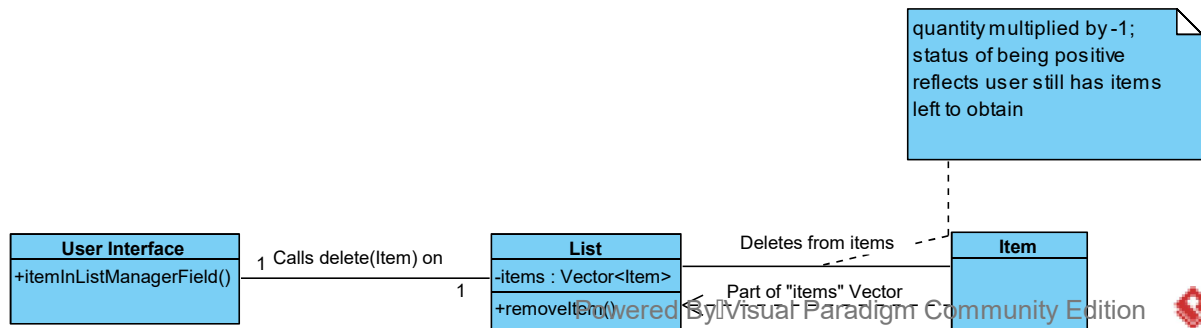 quantity multiplied by -1;
status of being positive
reflects user still has items
left to obtain
User Interface
+itemInListManagerField()
1
Calls delete(Item) on
1
List
-items : Vector<Item>
+removeItem()
Deletes from items
Part of "items" Vector
Item
Powered By Visual Paradigm Community Edition